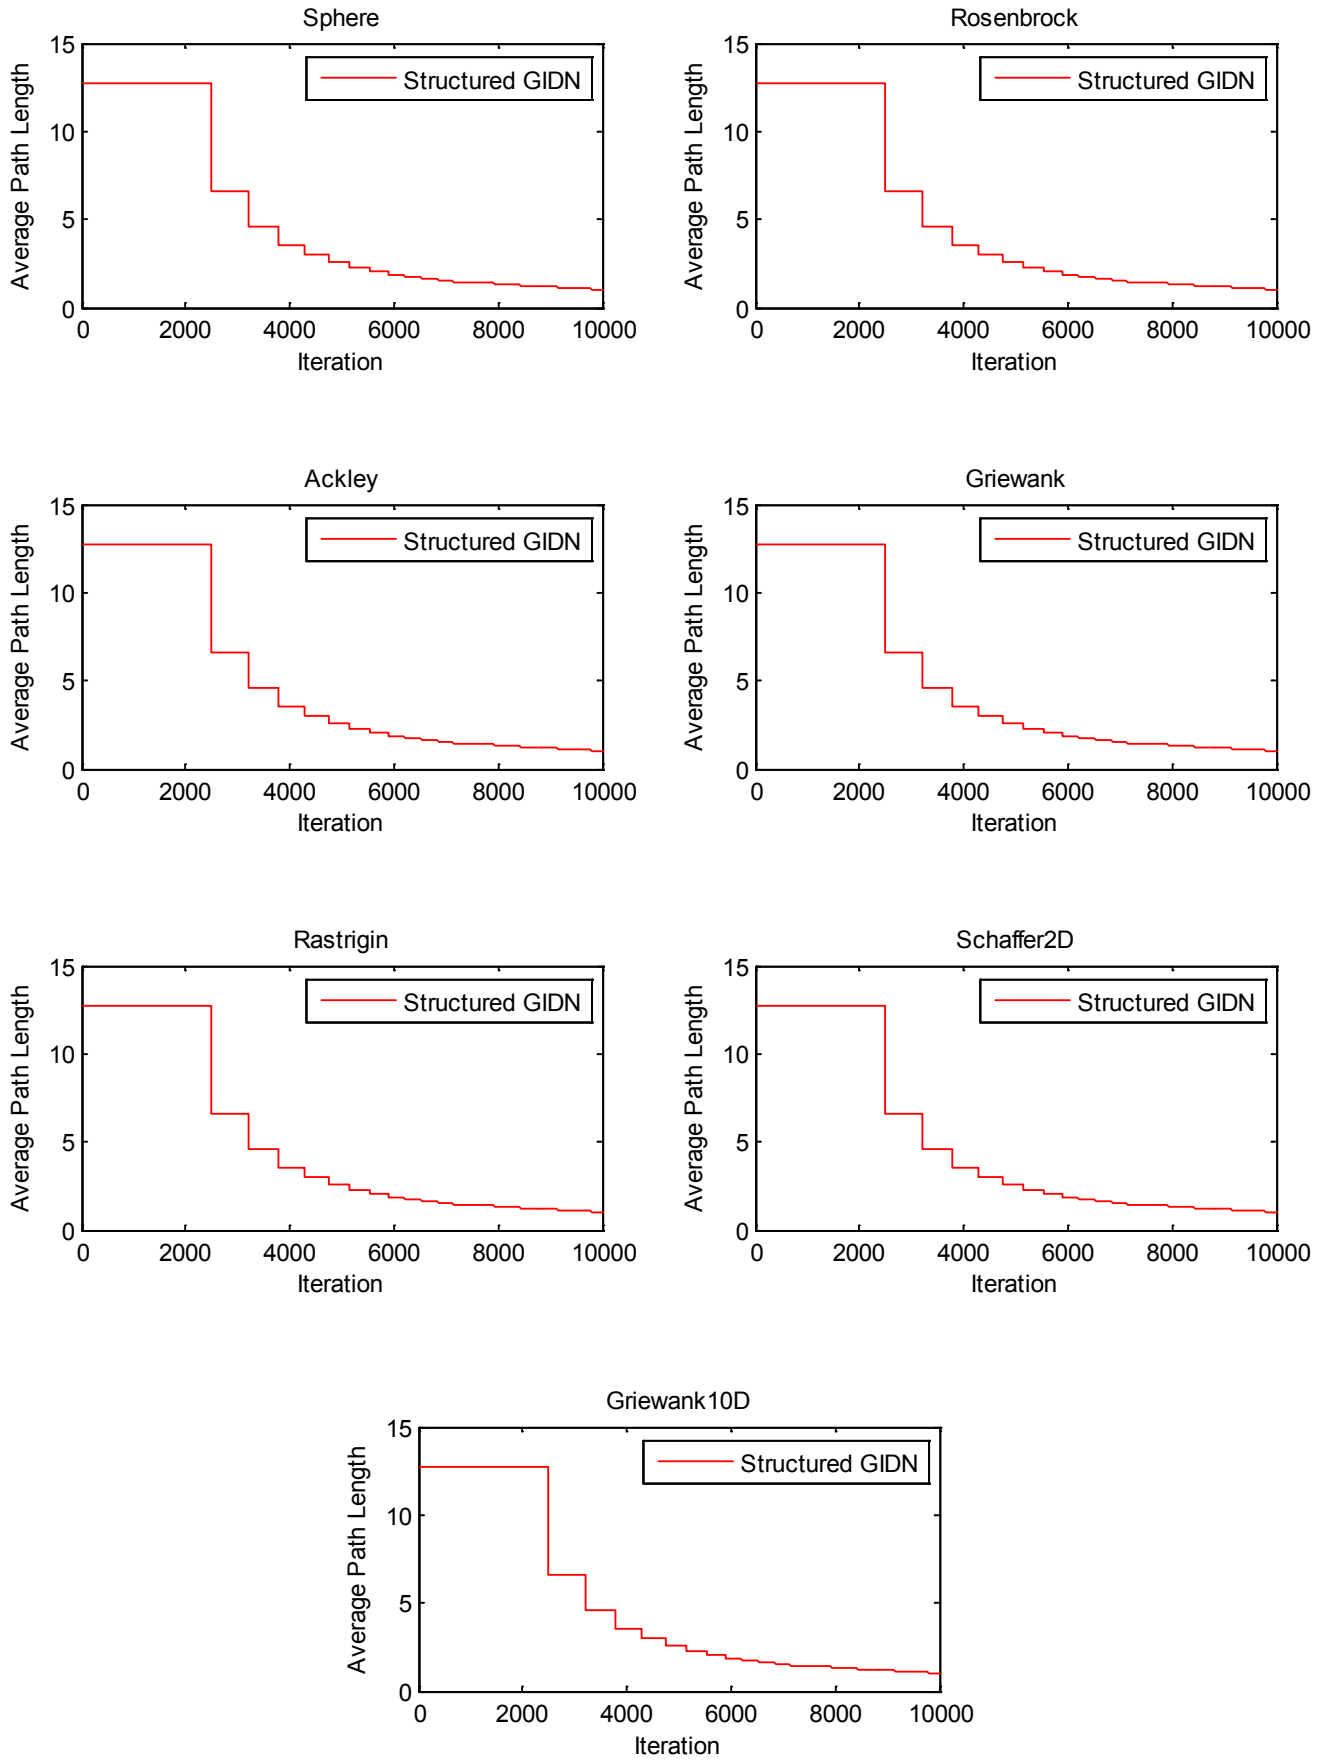 Sphere
15
10
5
0
Average Path Length
Structured GIDN
0 2000 4000 6000 8000 10000
Iteration
Rosenbrock
15
10
5
0
Average Path Length
Structured GIDN
0 2000 4000 6000 8000 10000
Iteration
Ackley
15
10
5
0
Average Path Length
Structured GIDN
0 2000 4000 6000 8000 10000
Iteration
Griewank
15
10
5
0
Average Path Length
Structured GIDN
0 2000 4000 6000 8000 10000
Iteration
Rastrigin
15
10
5
0
Average Path Length
Structured GIDN
0 2000 4000 6000 8000 10000
Iteration
Schaffer2D
15
10
5
0
Average Path Length
Structured GIDN
0 2000 4000 6000 8000 10000
Iteration
Griewank10D
15
10
5
0
Average Path Length
Structured GIDN
0 2000 4000 6000 8000 10000
Iteration